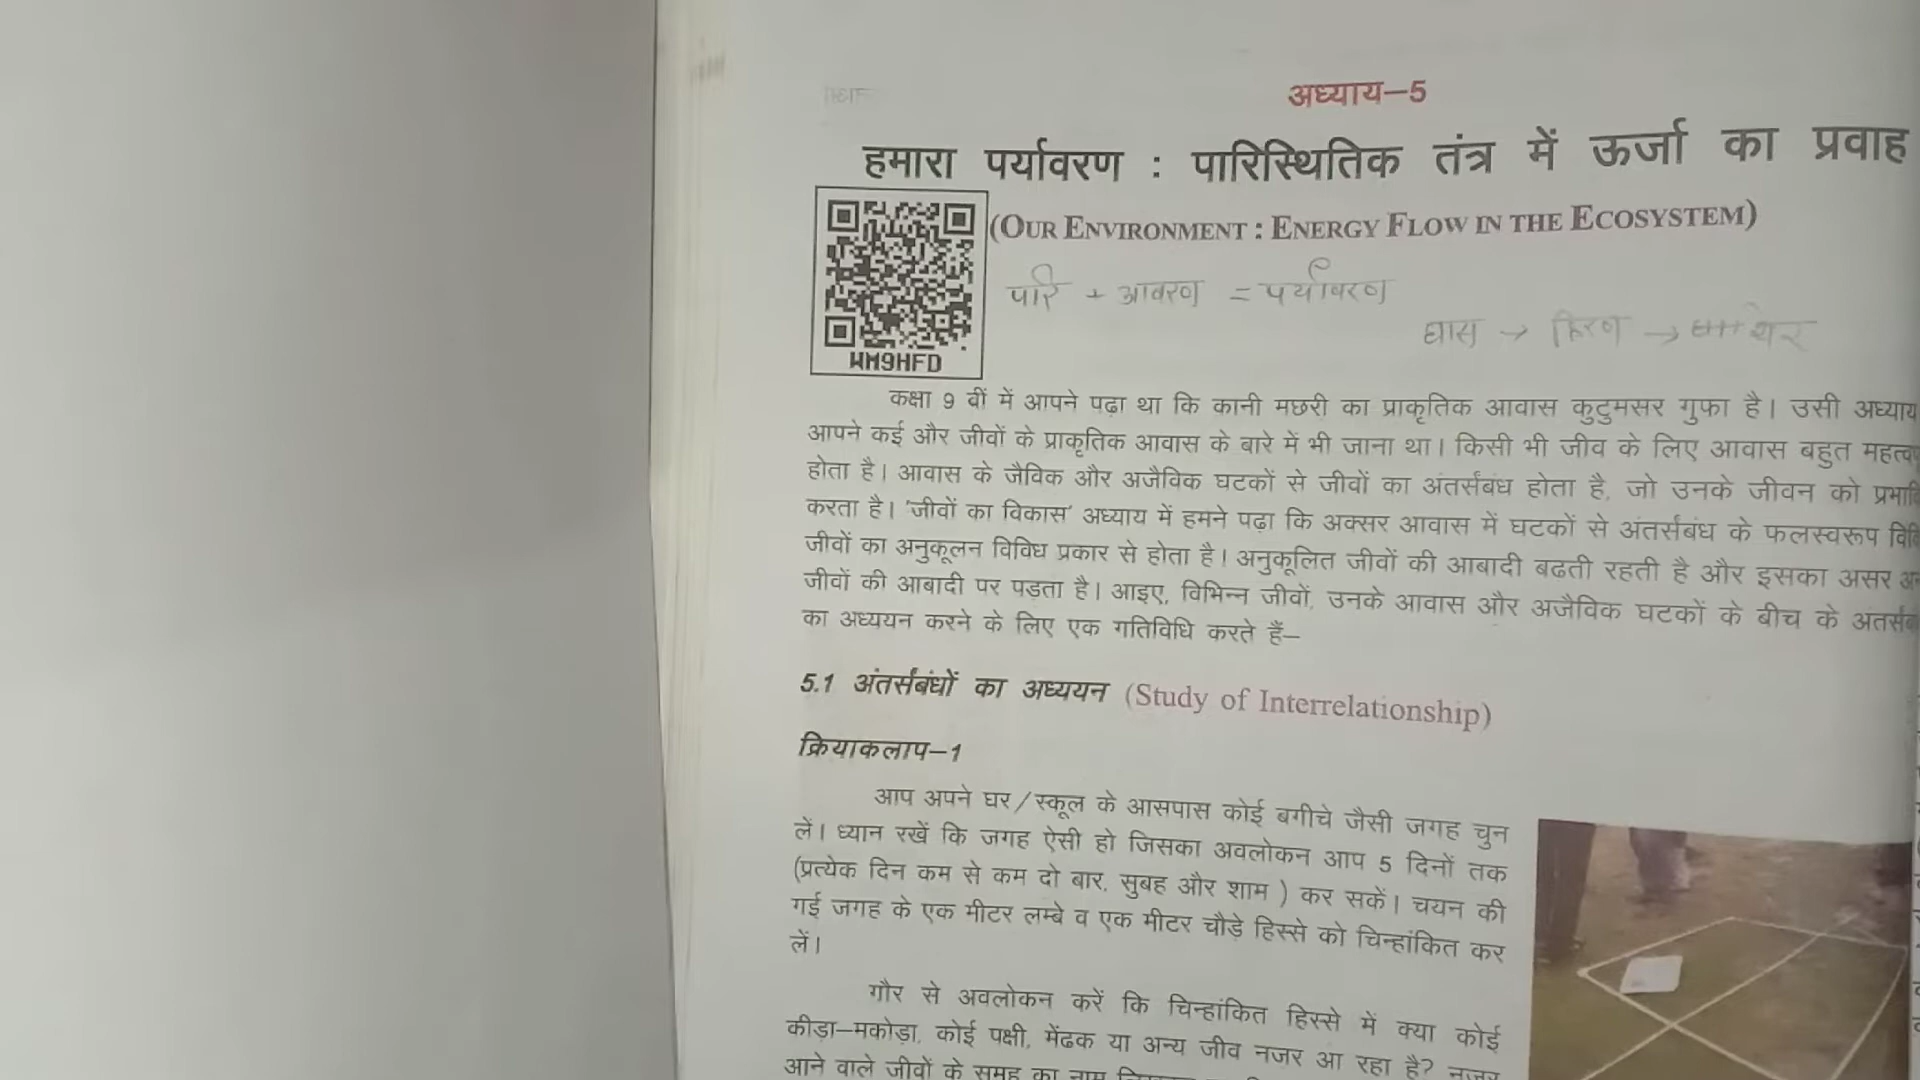 अध्याय–5
हमारा पर्यावरण : पारिस्थितिक तंत्र में ऊर्जा का प्रवाह
(OUR ENVIRONMENT : ENERGY FLOW IN THE ECOSYSTEM)
WM9HFD
परि + आवरण = पर्यावरण
घास → हिरण → शेर
कक्षा 9 वीं में आपने पढ़ा था कि कानी मछरी का प्राकृतिक आवास कुटुमसर गुफा है। उसी अध्याय
आपने कई और जीवों के प्राकृतिक आवास के बारे में भी जाना था। किसी भी जीव के लिए आवास बहुत
होता है। आवास के जैविक और अजैविक घटकों से जीवों का अंतर्संबंध होता है, जो उनके जीवन को
करता है। 'जीवों का विकास' अध्याय में हमने पढ़ा कि अक्सर आवास में घटकों से अंतर्संबंध के फलस्वरूप
जीवों का अनुकूलन विविध प्रकार से होता है। अनुकूलित जीवों की आबादी बढती रहती है और इसका असर
जीवों की आबादी पर पड़ता है। आइए, विभिन्न जीवों, उनके आवास और अजैविक घटकों के बीच के
का अध्ययन करने के लिए एक गतिविधि करते हैं–
5.1 अंतर्संबंधों का अध्ययन (Study of Interrelationship)
क्रियाकलाप–1
आप अपने घर/स्कूल के आसपास कोई बगीचे जैसी जगह चुन
लें। ध्यान रखें कि जगह ऐसी हो जिसका अवलोकन आप 5 दिनों तक
(प्रत्येक दिन कम से कम दो बार, सुबह और शाम ) कर सकें। चयन की
गई जगह के एक मीटर लम्बे व एक मीटर चौड़े हिस्से को चिन्हांकित कर
लें।
गौर से अवलोकन करें कि चिन्हांकित हिस्से में क्या कोई
कीड़ा–मकोड़ा, कोई पक्षी, मेंढक या अन्य जीव नजर आ रहा है? नजर
आने वाले जीवों के समूह का नाम